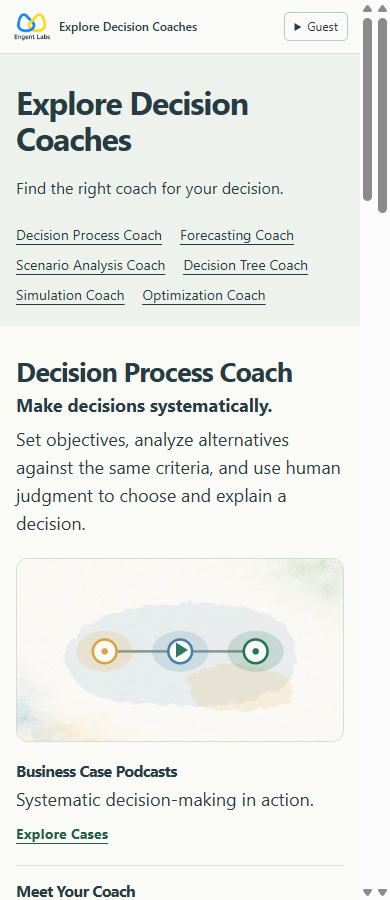 Engent Labs
Explore Decision Coaches
Guest
Explore Decision
Coaches
Find the right coach for your decision.
Decision Process Coach Forecasting Coach
Scenario Analysis Coach Decision Tree Coach
Simulation Coach Optimization Coach
Decision Process Coach
Make decisions systematically.
Set objectives, analyze alternatives
against the same criteria, and use human
judgment to choose and explain a
decision.
Business Case Podcasts
Systematic decision-making in action.
Explore Cases
Meet Your Coach